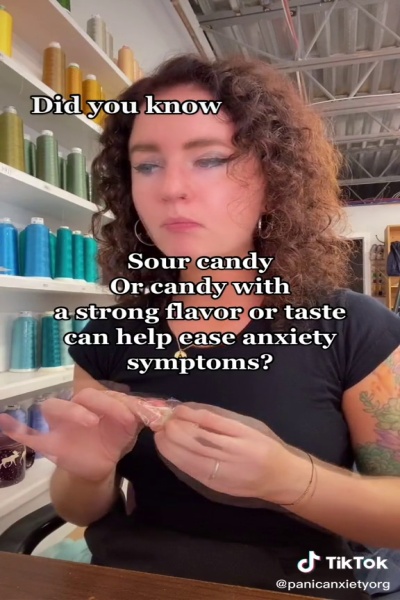 Did you know
Sour candy
Or candy with
a strong flavor or taste
can help ease anxiety
symptoms?
TikTok
@panicanxietyorg